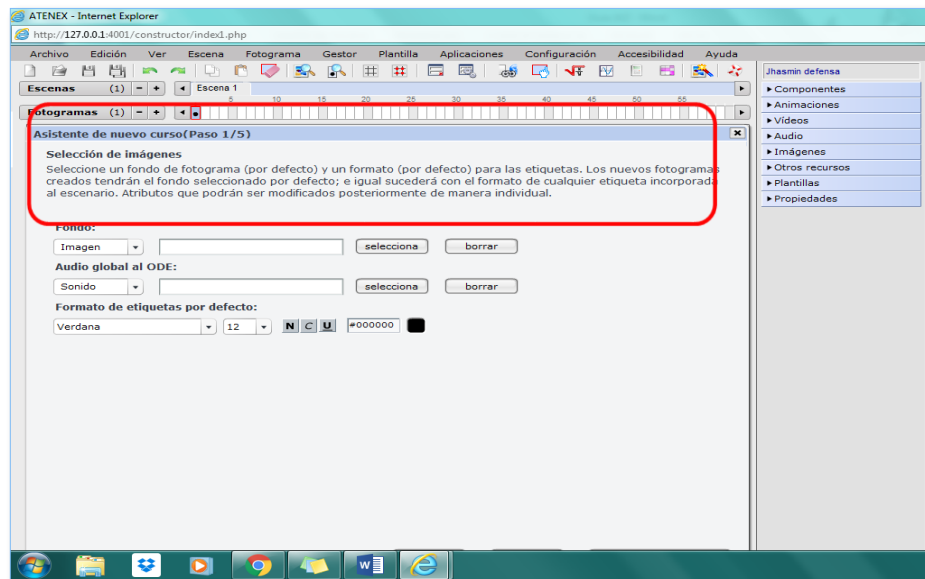 ATENEX - Internet Explorer
http://127.0.0.1:4001/constructor/index1.php
Archivo Edición Ver Escena Fotograma Gestor Plantilla Aplicaciones Configuración Accesibilidad Ayuda
Escenas (1) - + Escena 1
5 10 15 20 25 30 35 40 45 50 55
Fotogramas (1) - +
Asistente de nuevo curso(Paso 1/5)
Selección de imágenes
Seleccione un fondo de fotograma (por defecto) y un formato (por defecto) para las etiquetas. Los nuevos fotogramas
creados tendrán el fondo seleccionado por defecto; e igual sucederá con el formato de cualquier etiqueta incorporada
al escenario. Atributos que podrán ser modificados posteriormente de manera individual.
Fondo:
Imagen selecciona borrar
Audio global al ODE:
Sonido selecciona borrar
Formato de etiquetas por defecto:
Verdana 12 N C U #000000
Jhasmin defensa
Componentes
Animaciones
Vídeos
Audio
Imágenes
Otros recursos
Plantillas
Propiedades